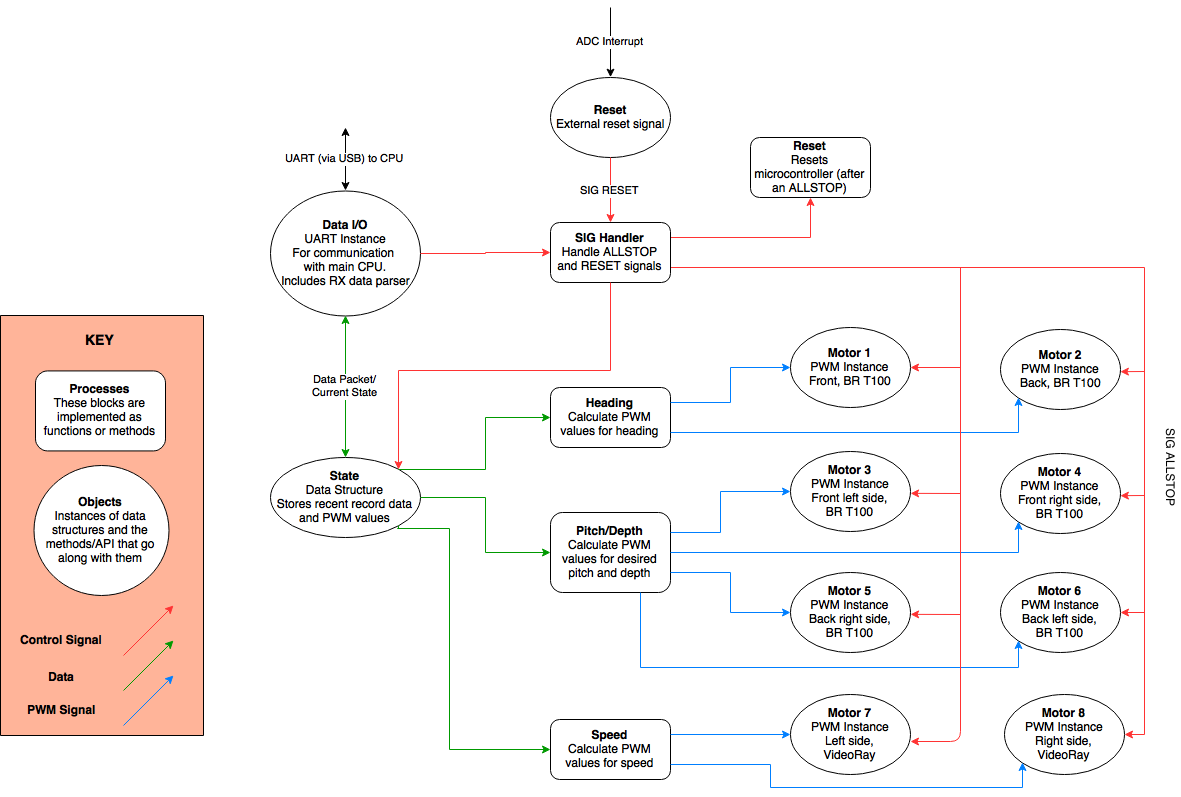 ADC Interrupt
Reset
External reset signal
SIG RESET
Reset
Resets
microcontroller (after
an ALLSTOP)
UART (via USB) to CPU
Data I/O
UART Instance
For communication
with main CPU.
Includes RX data parser
SIG Handler
Handle ALLSTOP
and RESET signals
KEY
Processes
These blocks are
implemented as
functions or methods
Objects
Instances of data
structures and the
methods/API that go
along with them
Control Signal
Data
PWM Signal
Data Packet/
Current State
State
Data Structure
Stores recent record data
and PWM values
Heading
Calculate PWM
values for heading
Pitch/Depth
Calculate PWM
values for desired
pitch and depth
Speed
Calculate PWM
values for speed
Motor 1
PWM Instance
Front, BR T100
Motor 2
PWM Instance
Back, BR T100
Motor 3
PWM Instance
Front left side,
BR T100
Motor 4
PWM Instance
Front right side,
BR T100
Motor 5
PWM Instance
Back right side,
BR T100
Motor 6
PWM Instance
Back left side,
BR T100
Motor 7
PWM Instance
Left side,
VideoRay
Motor 8
PWM Instance
Right side,
VideoRay
SIG ALLSTOP